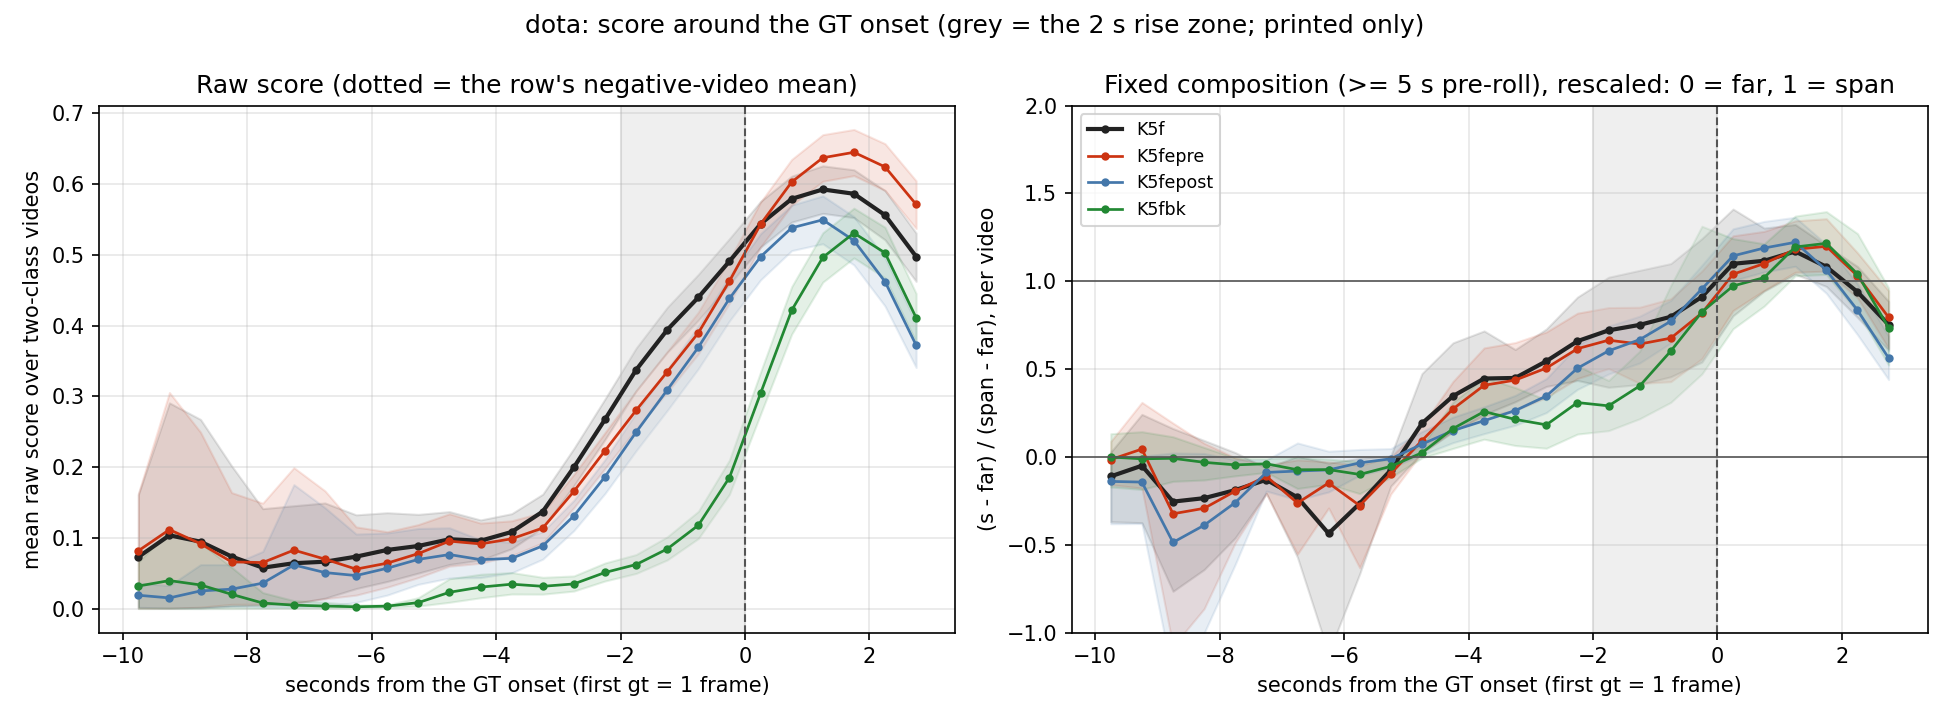 dota: score around the GT onset (grey = the 2 s rise zone; printed only)
Raw score (dotted = the row's negative-video mean)
mean raw score over two-class videos
0.7
0.6
0.5
0.4
0.3
0.2
0.1
0.0
−10 −8 −6 −4 −2 0 2
seconds from the GT onset (first gt = 1 frame)
Fixed composition (>= 5 s pre-roll), rescaled: 0 = far, 1 = span
(s - far) / (span - far), per video
2.0
1.5
1.0
0.5
0.0
−0.5
−1.0
K5f
K5fepre
K5fepost
K5fbk
−10 −8 −6 −4 −2 0 2
seconds from the GT onset (first gt = 1 frame)